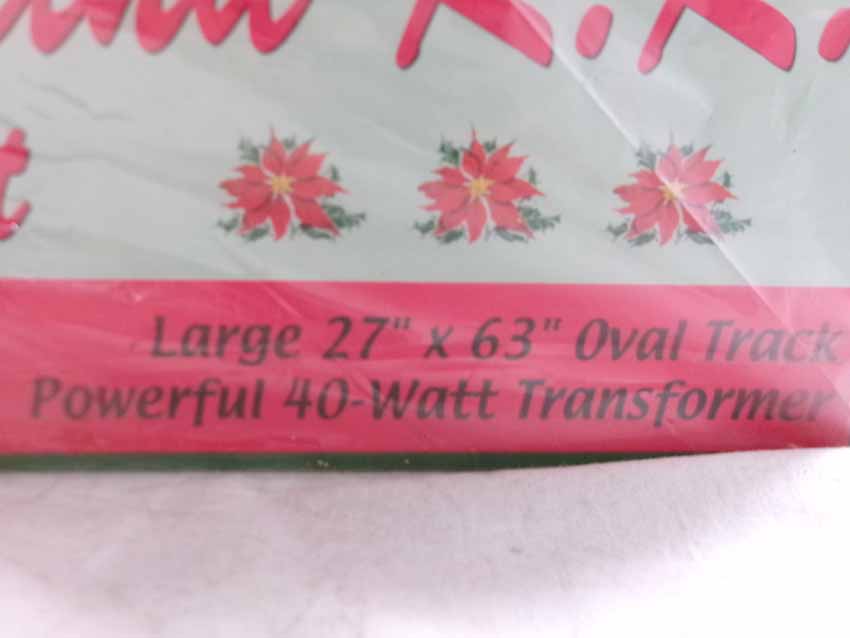 R.R.
t
Large 27" x 63" Oval Track
Powerful 40-Watt Transformer